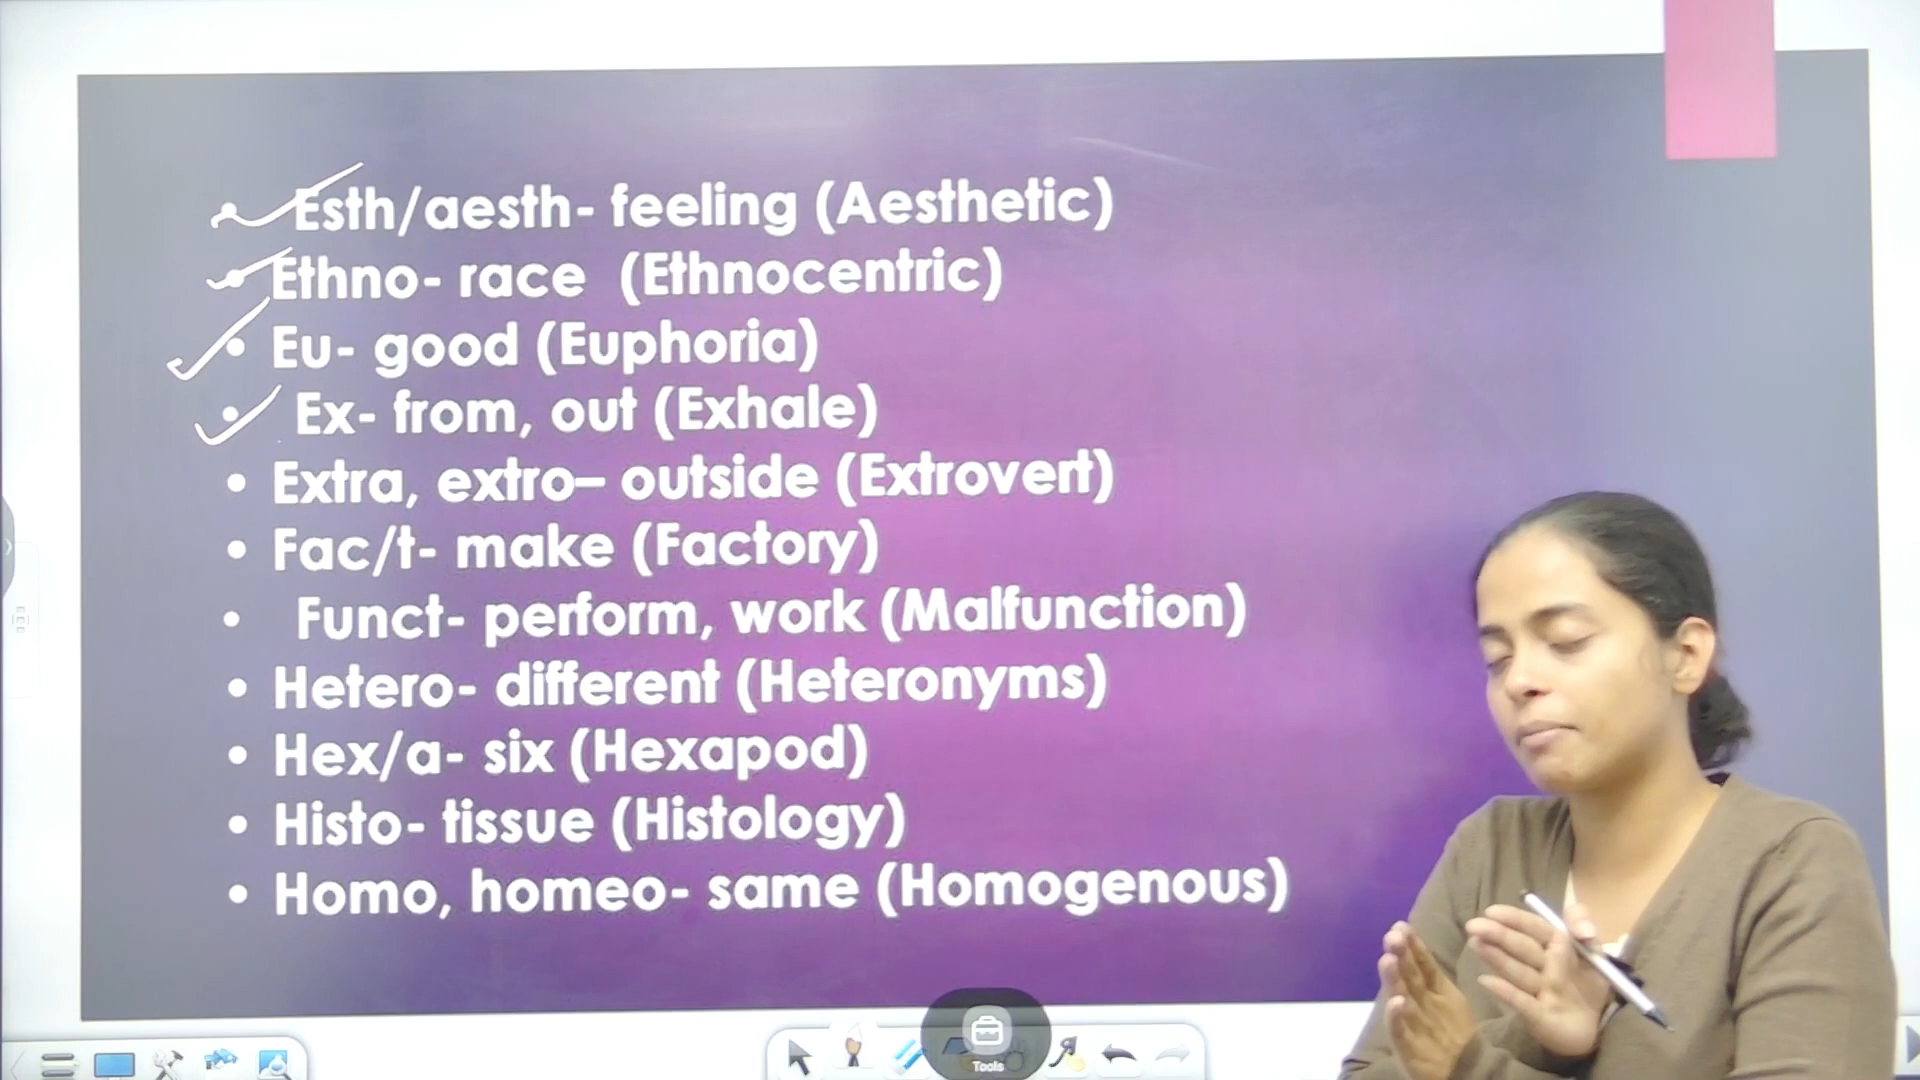 • Esth/aesth- feeling (Aesthetic)
• Ethno- race (Ethnocentric)
• Eu- good (Euphoria)
• Ex- from, out (Exhale)
• Extra, extro– outside (Extrovert)
• Fac/t- make (Factory)
• Funct- perform, work (Malfunction)
• Hetero- different (Heteronyms)
• Hex/a- six (Hexapod)
• Histo- tissue (Histology)
• Homo, homeo- same (Homogenous)
Tools